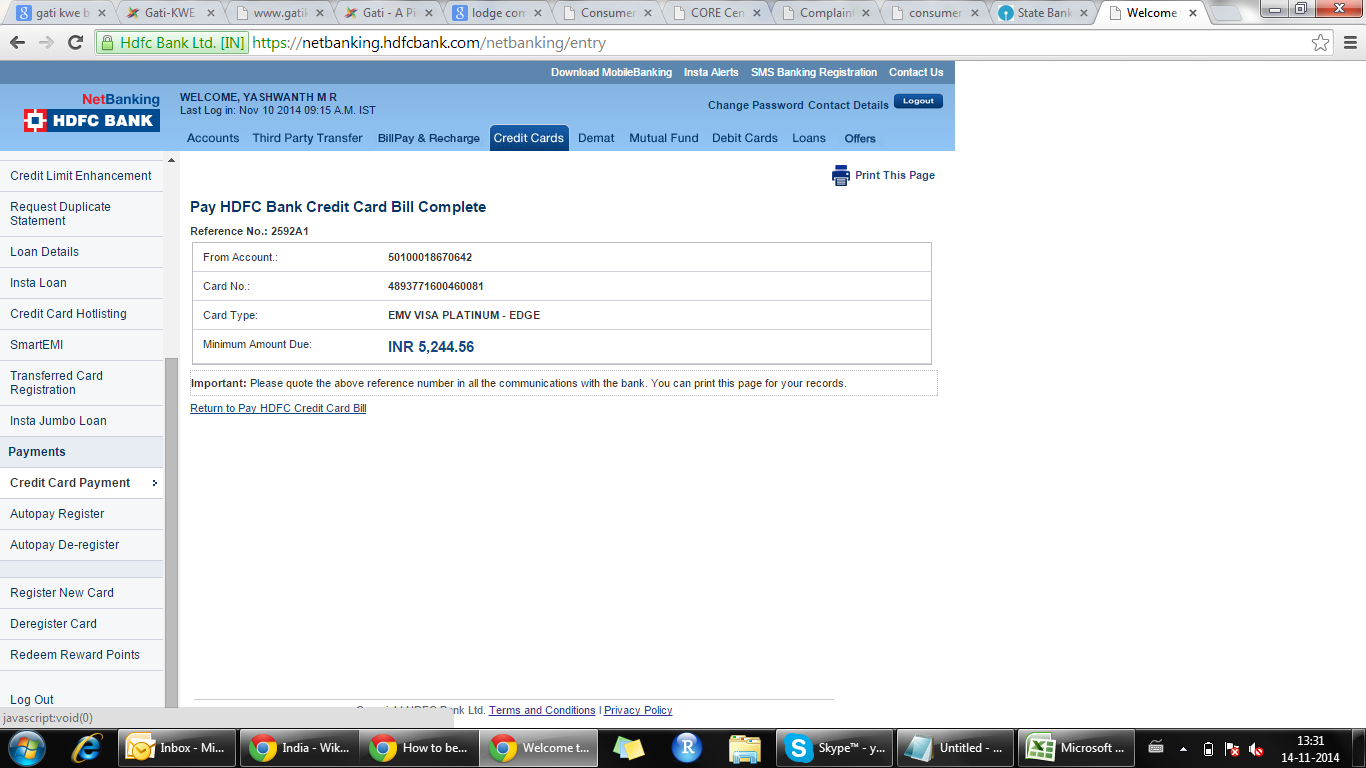 gati kwe b
Gati-KWE
www.gatik
Gati - A Pi
lodge com
Consumer
CORE Cen
Complaint
consumer
State Bank
Welcome
Hdfc Bank Ltd. [IN] https://netbanking.hdfcbank.com/netbanking/entry
Download MobileBanking Insta Alerts SMS Banking Registration Contact Us
NetBanking
HDFC BANK
WELCOME, YASHWANTH M R
Last Log in: Nov 10 2014 09:15 A.M. IST
Change Password Contact Details Logout
Accounts Third Party Transfer BillPay & Recharge Credit Cards Demat Mutual Fund Debit Cards Loans Offers
Credit Limit Enhancement
Request Duplicate
Statement
Loan Details
Insta Loan
Credit Card Hotlisting
SmartEMI
Transferred Card
Registration
Insta Jumbo Loan
Payments
Credit Card Payment
Autopay Register
Autopay De-register
Register New Card
Deregister Card
Redeem Reward Points
Log Out
javascript:void(0)
Print This Page
Pay HDFC Bank Credit Card Bill Complete
Reference No.: 2592A1
From Account.: 50100018670642
Card No.: 4893771600460081
Card Type: EMV VISA PLATINUM - EDGE
Minimum Amount Due: INR 5,244.56
Important: Please quote the above reference number in all the communications with the bank. You can print this page for your records.
Return to Pay HDFC Credit Card Bill
Ltd. Terms and Conditions | Privacy Policy
Inbox - Mi...
India - Wik...
How to be...
Welcome t...
Skype™ - y...
Untitled - ...
Microsoft ...
13:31
14-11-2014